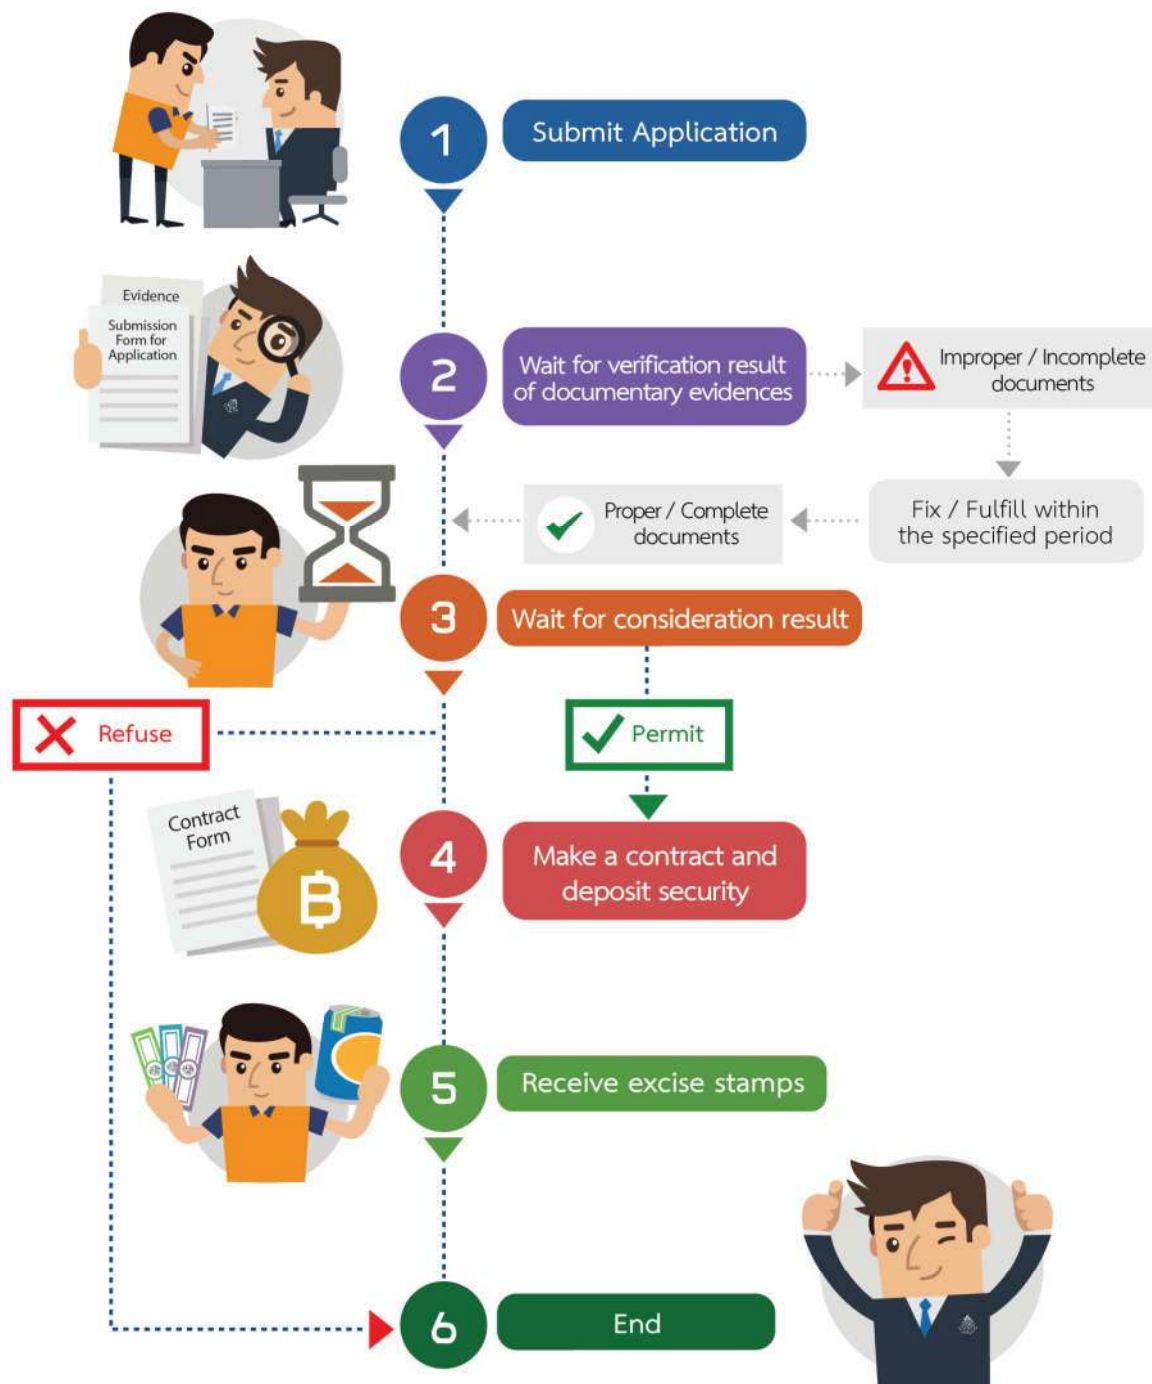 1
Submit Application
Evidence
Submission
Form for
Application
2
Wait for verification result
of documentary evidences
Improper / Incomplete
documents
Fix / Fulfill within
the specified period
Proper / Complete
documents
3
Wait for consideration result
Refuse
Permit
Contract
Form
B
4
Make a contract and
deposit security
5
Receive excise stamps
6
End